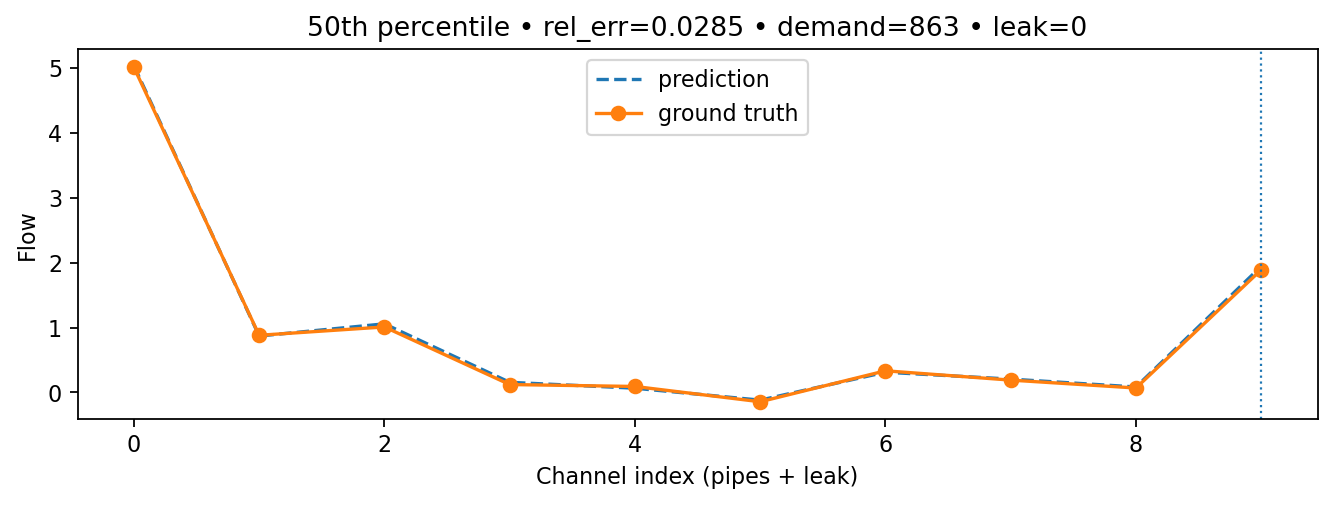 50th percentile • rel_err=0.0285 • demand=863 • leak=0
prediction
ground truth
Flow
5
4
3
2
1
0
0 2 4 6 8
Channel index (pipes + leak)